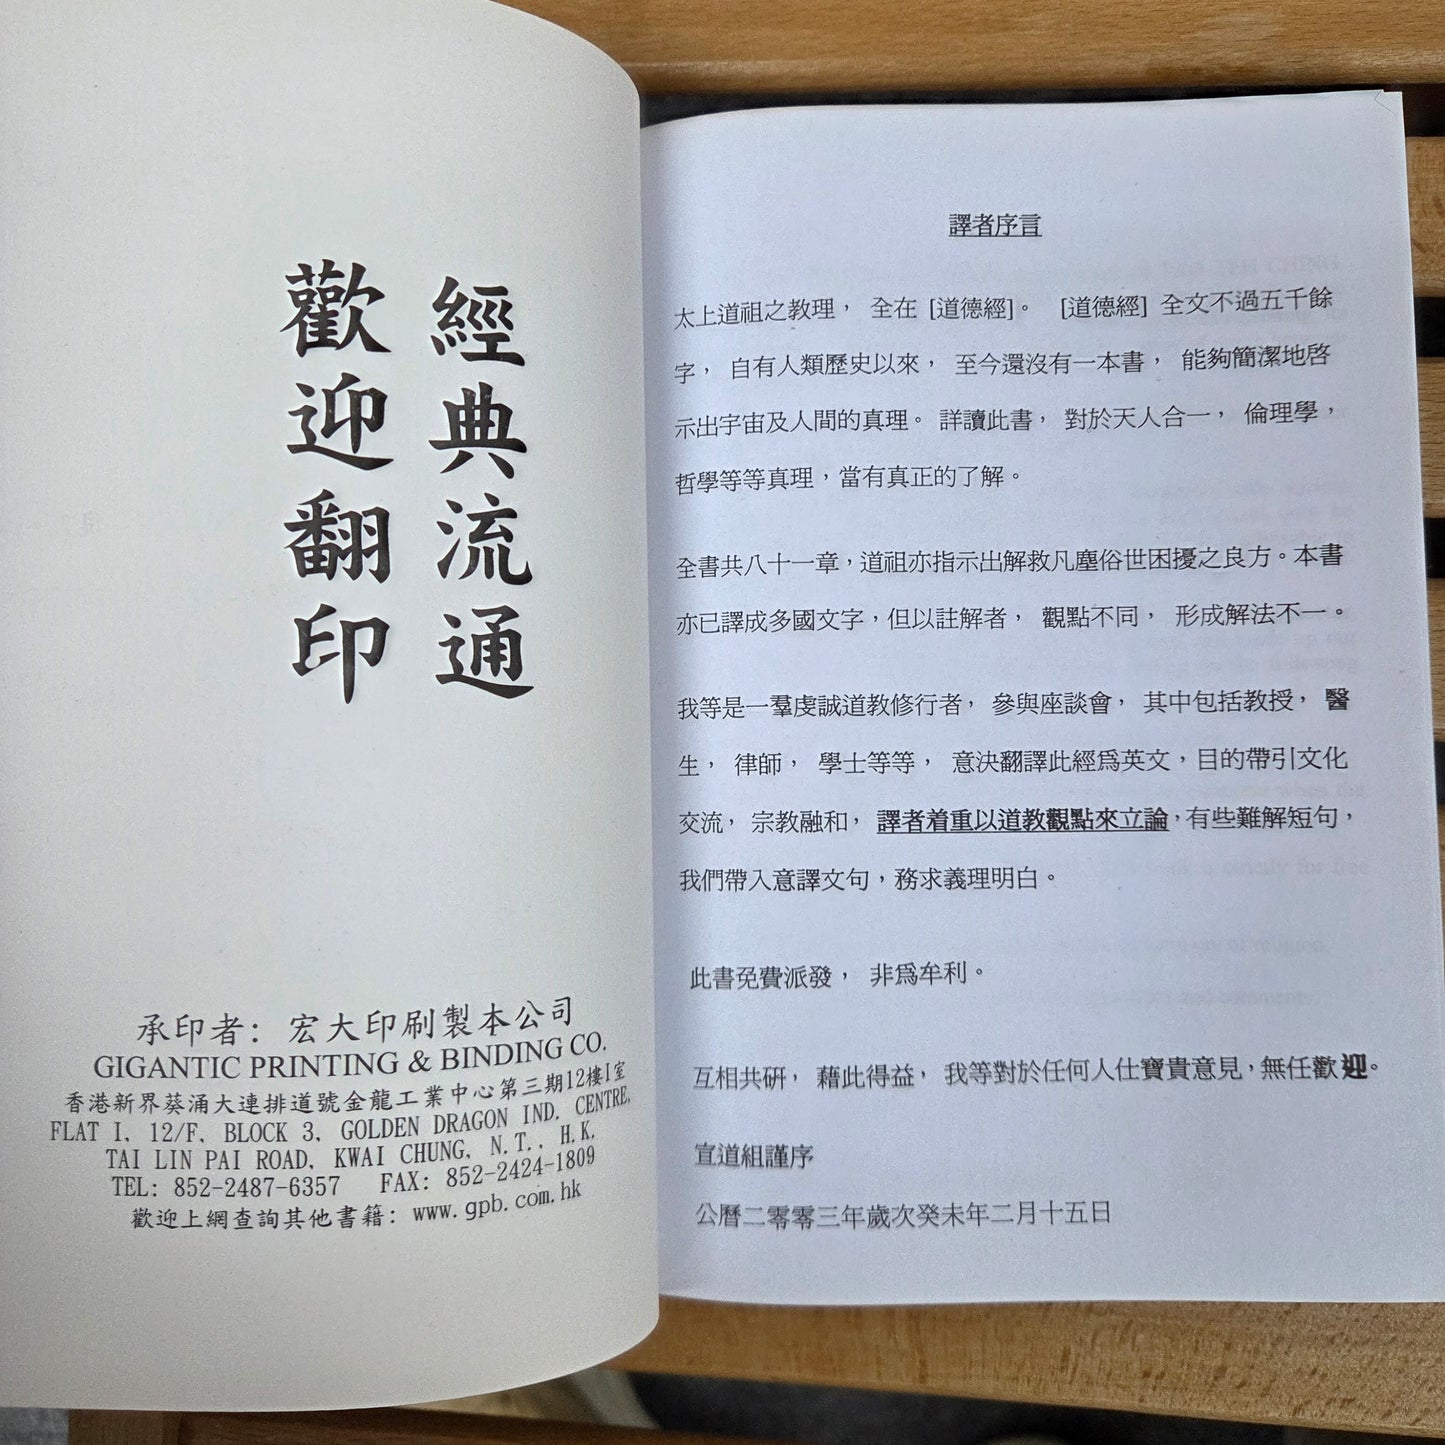 經典流通
歡迎翻印
承印者：宏大印刷製本公司
GIGANTIC PRINTING & BINDING CO.
香港新界葵涌大連排道號金龍工業中心第三期12樓I室
FLAT I, 12/F, BLOCK 3, GOLDEN DRAGON IND. CENTRE,
TAI LIN PAI ROAD, KWAI CHUNG, N.T., H.K.
TEL: 852-2487-6357 FAX: 852-2424-1809
歡迎上網查詢其他書籍：www.gpb.com.hk
譯者序言
太上道祖之教理， 全在 [道德經]。 [道德經] 全文不過五千餘
字， 自有人類歷史以來， 至今還沒有一本書， 能夠簡潔地啓
示出宇宙及人間的真理。 詳讀此書， 對於天人合一， 倫理學，
哲學等等真理，當有真正的了解。
全書共八十一章，道祖亦指示出解救凡塵俗世困擾之良方。本書
亦已譯成多國文字，但以註解者， 觀點不同， 形成解法不一。
我等是一羣虔誠道教修行者， 參與座談會， 其中包括教授， 醫
生， 律師， 學士等等， 意決翻譯此經爲英文，目的帶引文化
交流， 宗教融和， 譯者着重以道教觀點來立論，有些難解短句，
我們帶入意譯文句，務求義理明白。
此書免費派發， 非爲牟利。
互相共研， 藉此得益， 我等對於任何人仕寶貴意見，無任歡迎。
宣道組謹序
公曆二零零三年歲次癸未年二月十五日